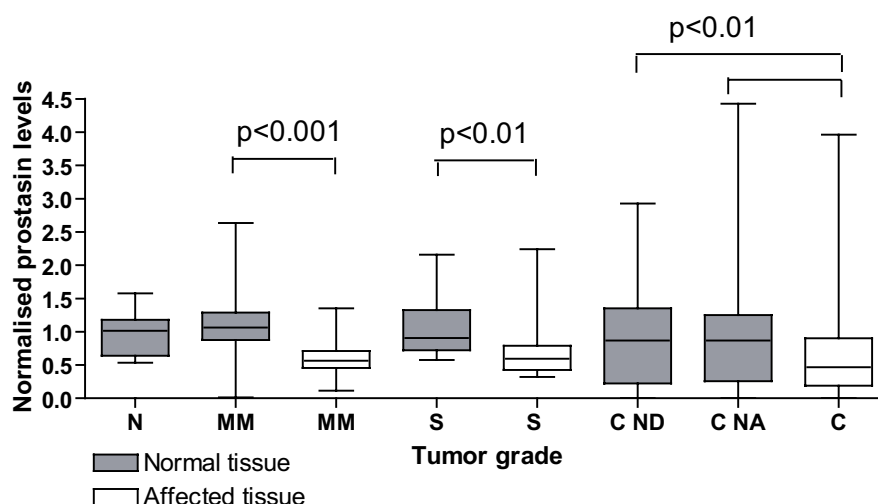 p<0.01
Normalised prostasin levels
4.5
4.0
3.5
3.0
2.5
2.0
1.5
1.0
0.5
0.0
p<0.001
p<0.01
N MM MM S S C ND C NA C
Tumor grade
Normal tissue
Affected tissue